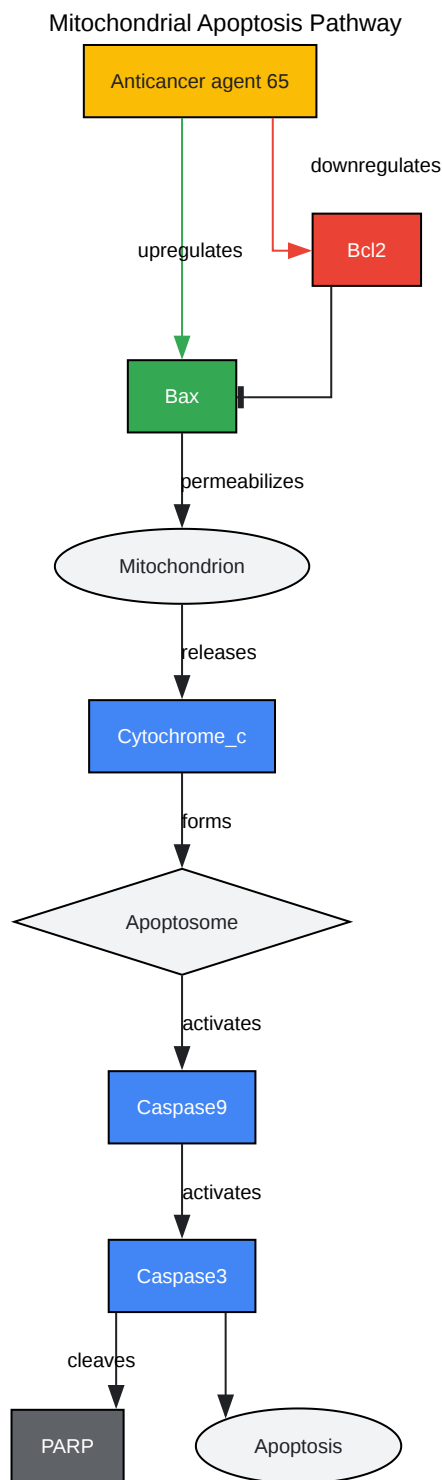 Mitochondrial Apoptosis Pathway
Anticancer agent 65
downregulates
upregulates
Bcl2
Bax
permeabilizes
Mitochondrion
releases
Cytochrome_c
forms
Apoptosome
activates
Caspase9
activates
Caspase3
cleaves
PARP
Apoptosis